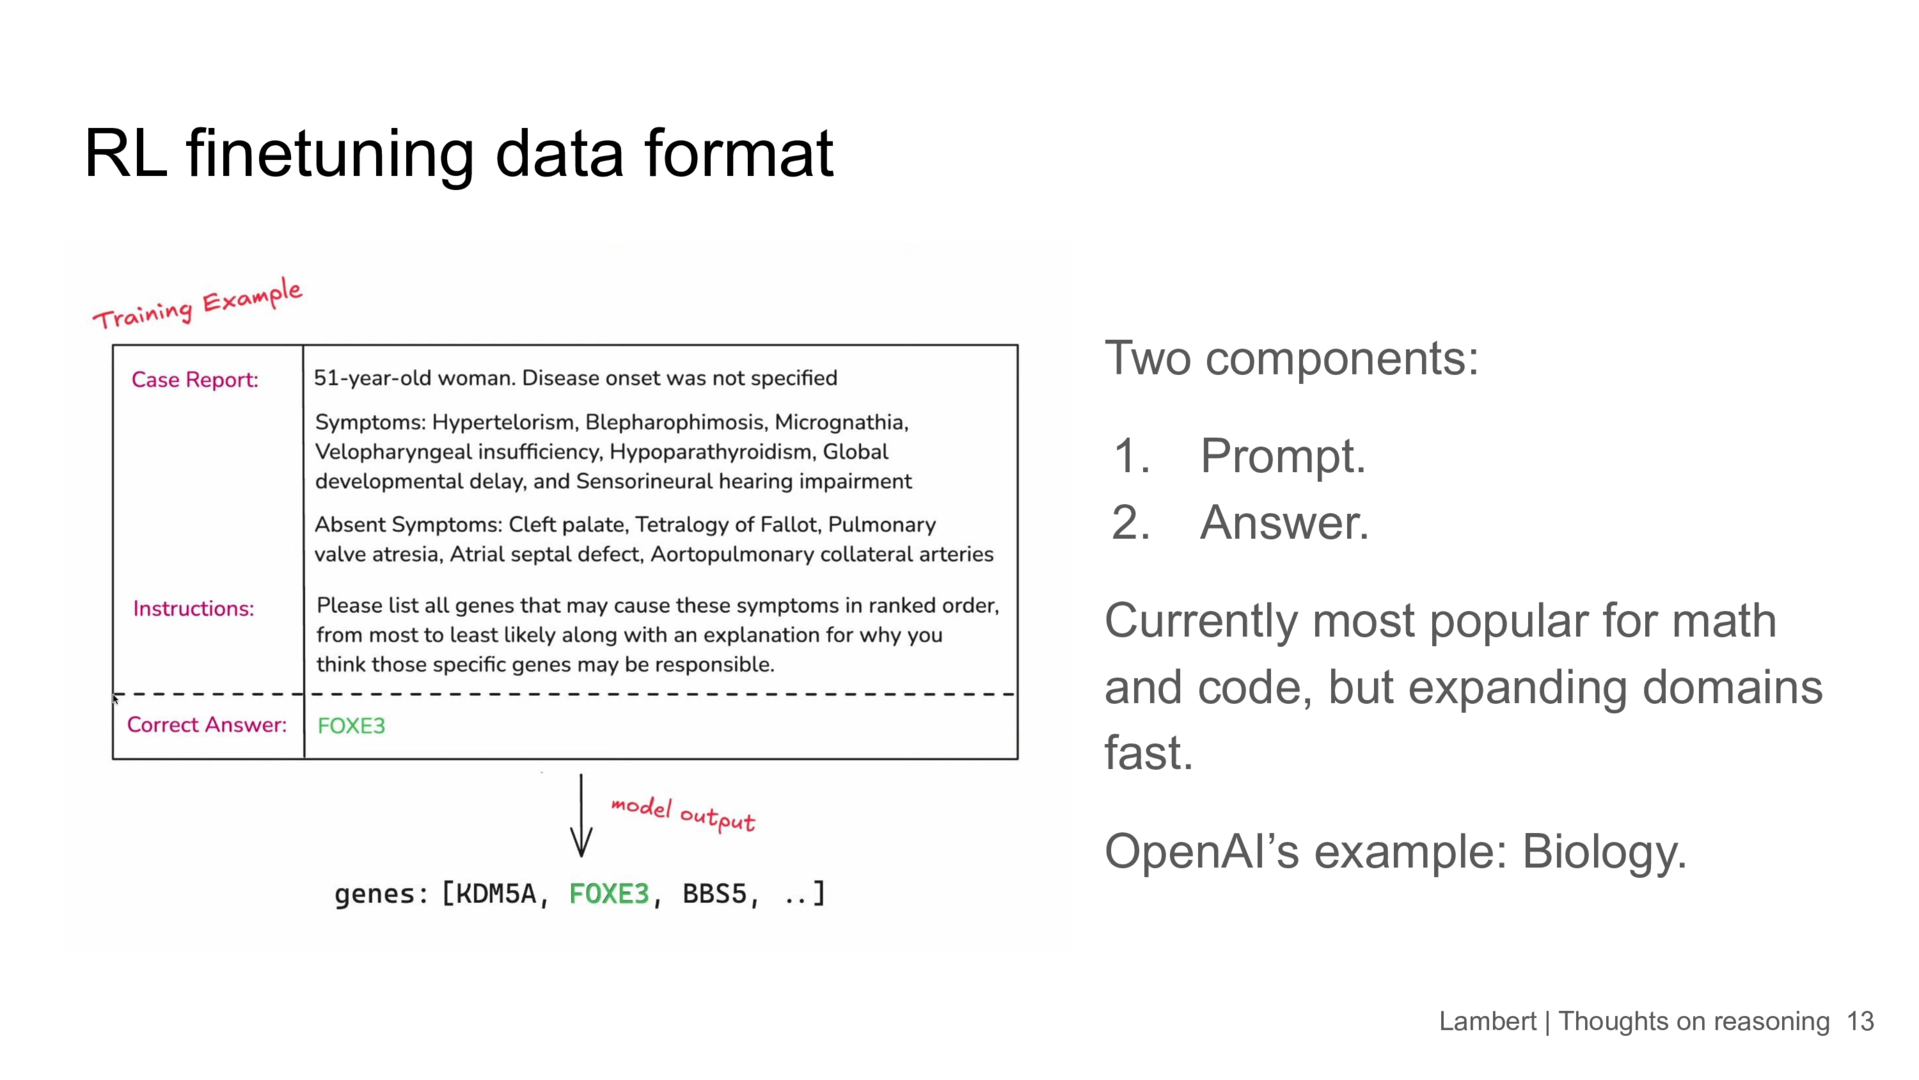 RL finetuning data format
Training Example
Case Report:
51-year-old woman. Disease onset was not specified
Symptoms: Hypertelorism, Blepharophimosis, Micrognathia,
Velopharyngeal insufficiency, Hypoparathyroidism, Global
developmental delay, and Sensorineural hearing impairment
Absent Symptoms: Cleft palate, Tetralogy of Fallot, Pulmonary
valve atresia, Atrial septal defect, Aortopulmonary collateral arteries
Instructions:
Please list all genes that may cause these symptoms in ranked order,
from most to least likely along with an explanation for why you
think those specific genes may be responsible.
Correct Answer:
FOXE3
model output
genes: [KDM5A, FOXE3, BBS5, ..]
Two components:
1. Prompt.
2. Answer.
Currently most popular for math
and code, but expanding domains
fast.
OpenAI’s example: Biology.
Lambert | Thoughts on reasoning 13